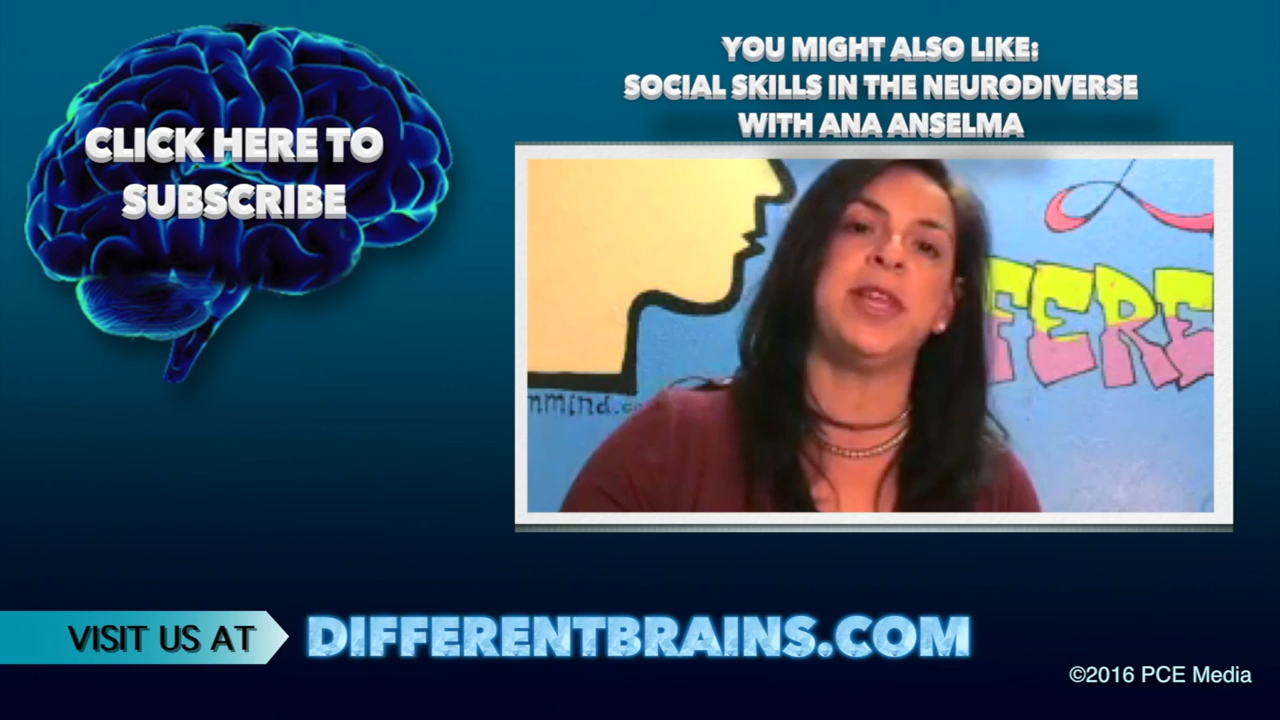 CLICK HERE TO
SUBSCRIBE
YOU MIGHT ALSO LIKE:
SOCIAL SKILLS IN THE NEURODIVERSE
WITH ANA ANSELMA
FERE
VISIT US AT
DIFFERENTBRAINS.COM
©2016 PCE Media